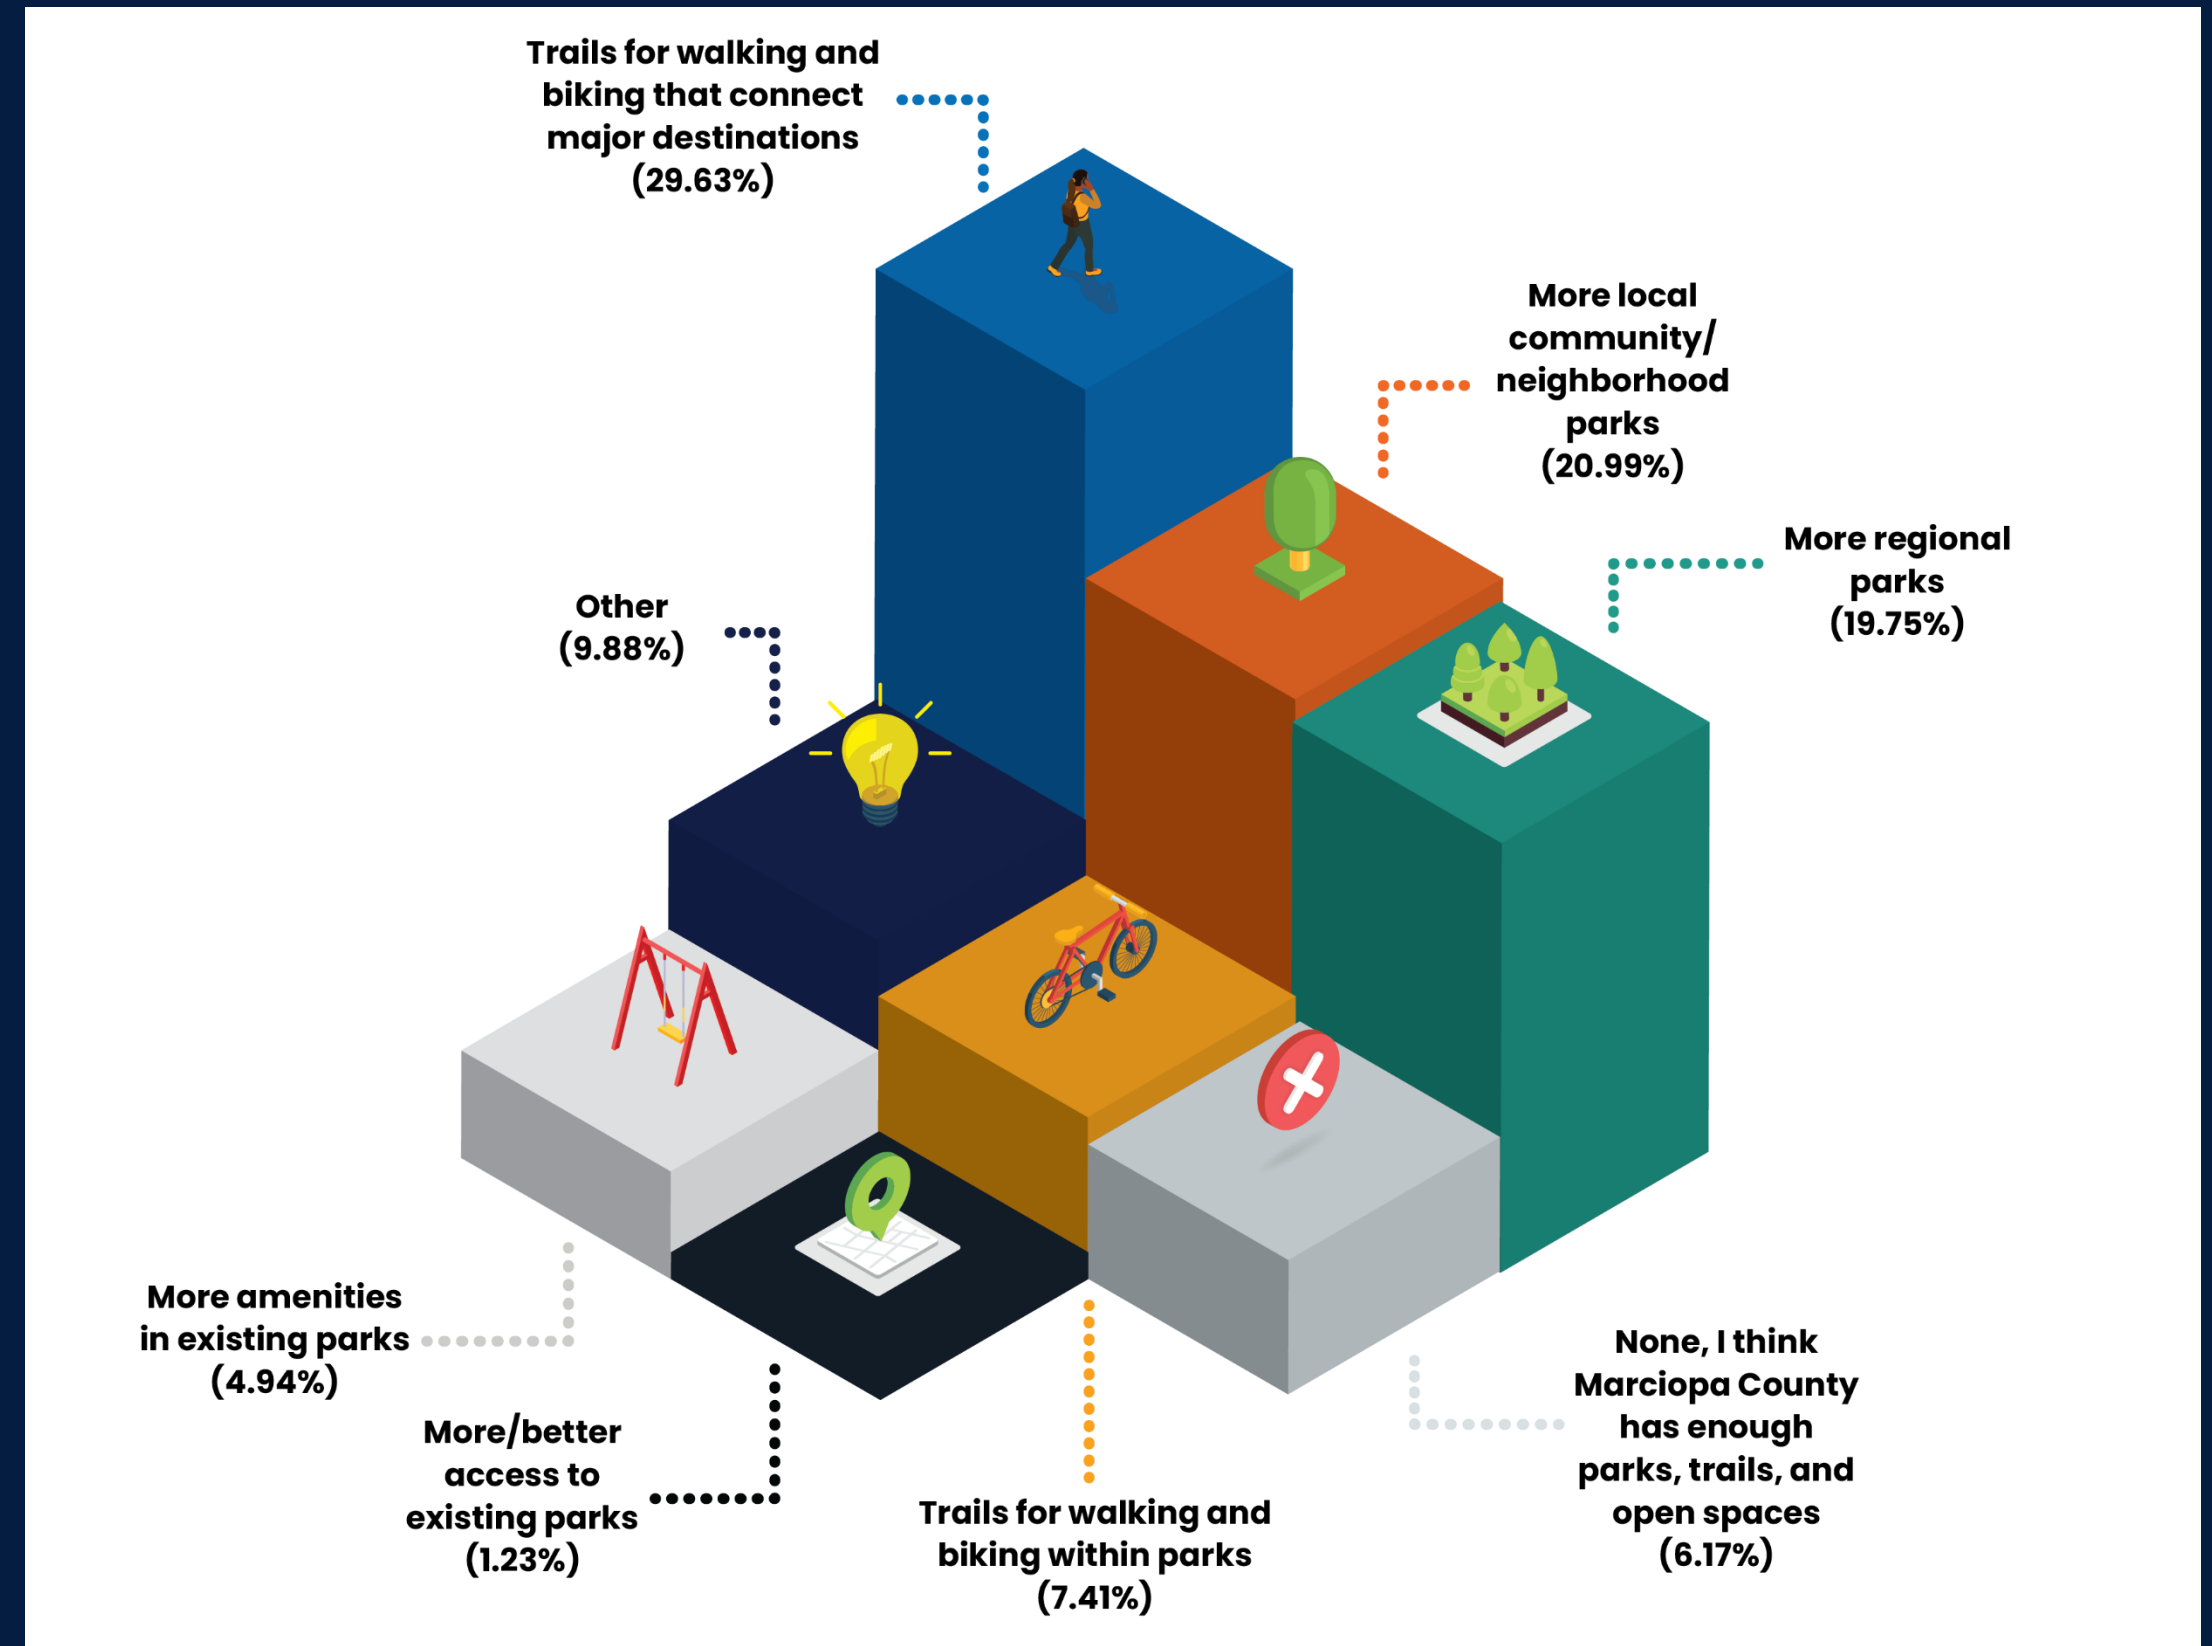 Trails for walking and
biking that connect
major destinations
(29.63%)
More local
community/
neighborhood
parks
(20.99%)
More regional
parks
(19.75%)
Other
(9.88%)
More amenities
in existing parks
(4.94%)
More/better
access to
existing parks
(1.23%)
Trails for walking and
biking within parks
(7.41%)
None, I think
Marciopa County
has enough
parks, trails, and
open spaces
(6.17%)